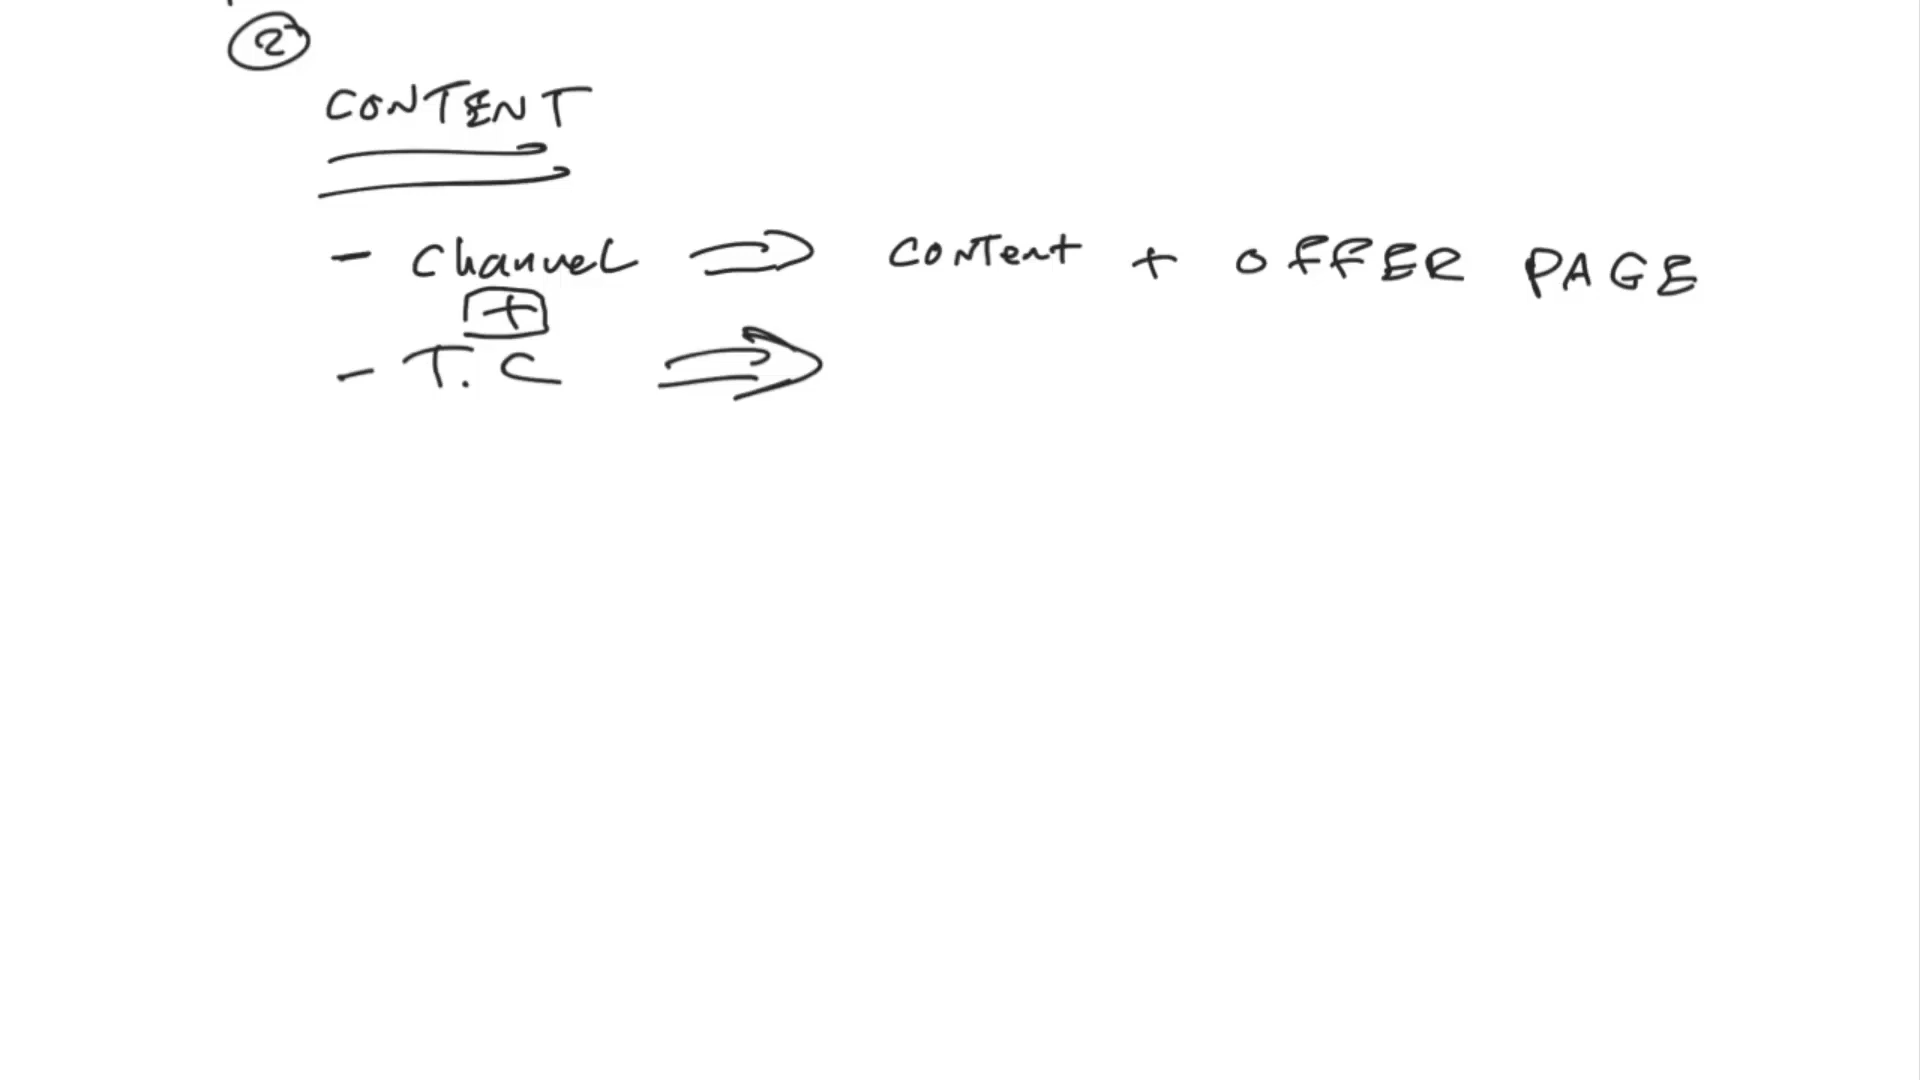 2
CONTENT
- Channel ⇒ Content + OFFER PAGE
+
- T.C ⇒